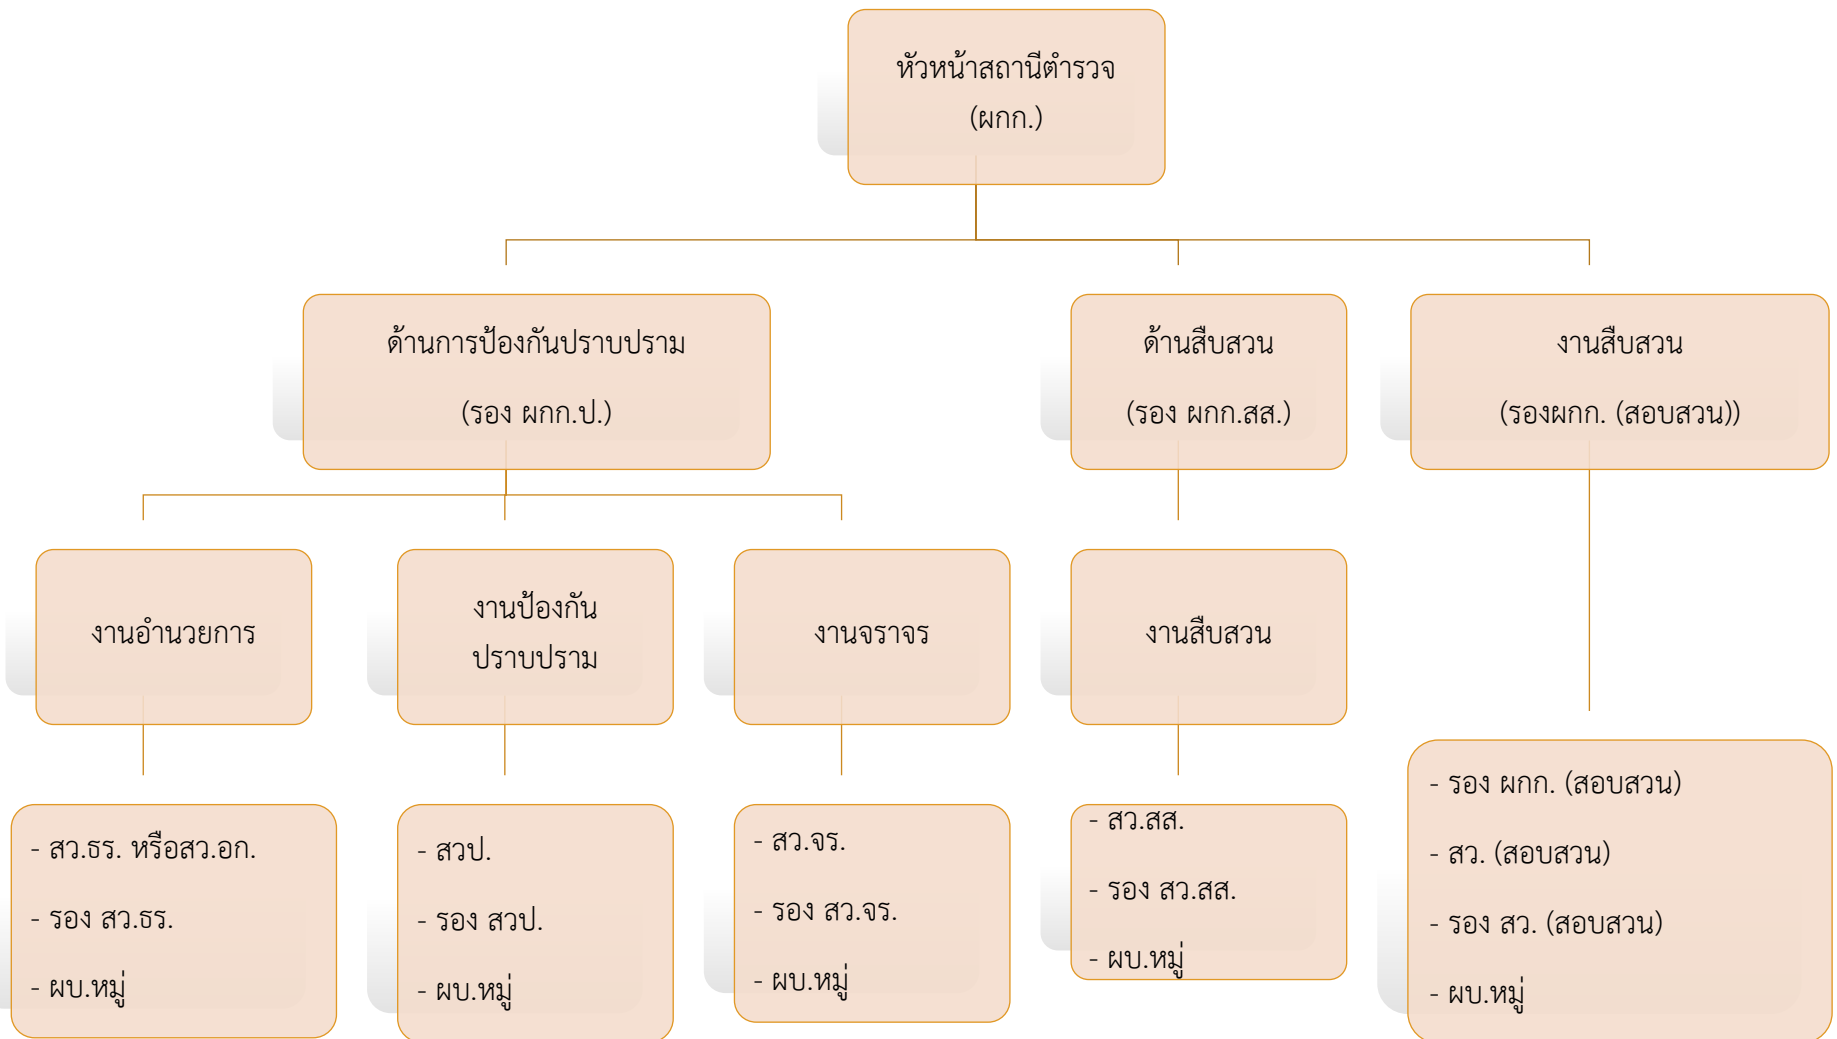 หัวหน้าสถานีตำรวจ
(ผกก.)
ด้านการป้องกันปราบปราม
(รอง ผกก.ป.)
ด้านสืบสวน
(รอง ผกก.สส.)
งานสืบสวน
(รองผกก. (สอบสวน))
งานอำนวยการ
งานป้องกัน
ปราบปราม
งานจราจร
งานสืบสวน
- สว.ธร. หรือสว.อก.
- รอง สว.ธร.
- ผบ.หมู่
- สวป.
- รอง สวป.
- ผบ.หมู่
- สว.จร.
- รอง สว.จร.
- ผบ.หมู่
- สว.สส.
- รอง สว.สส.
- ผบ.หมู่
- รอง ผกก. (สอบสวน)
- สว. (สอบสวน)
- รอง สว. (สอบสวน)
- ผบ.หมู่